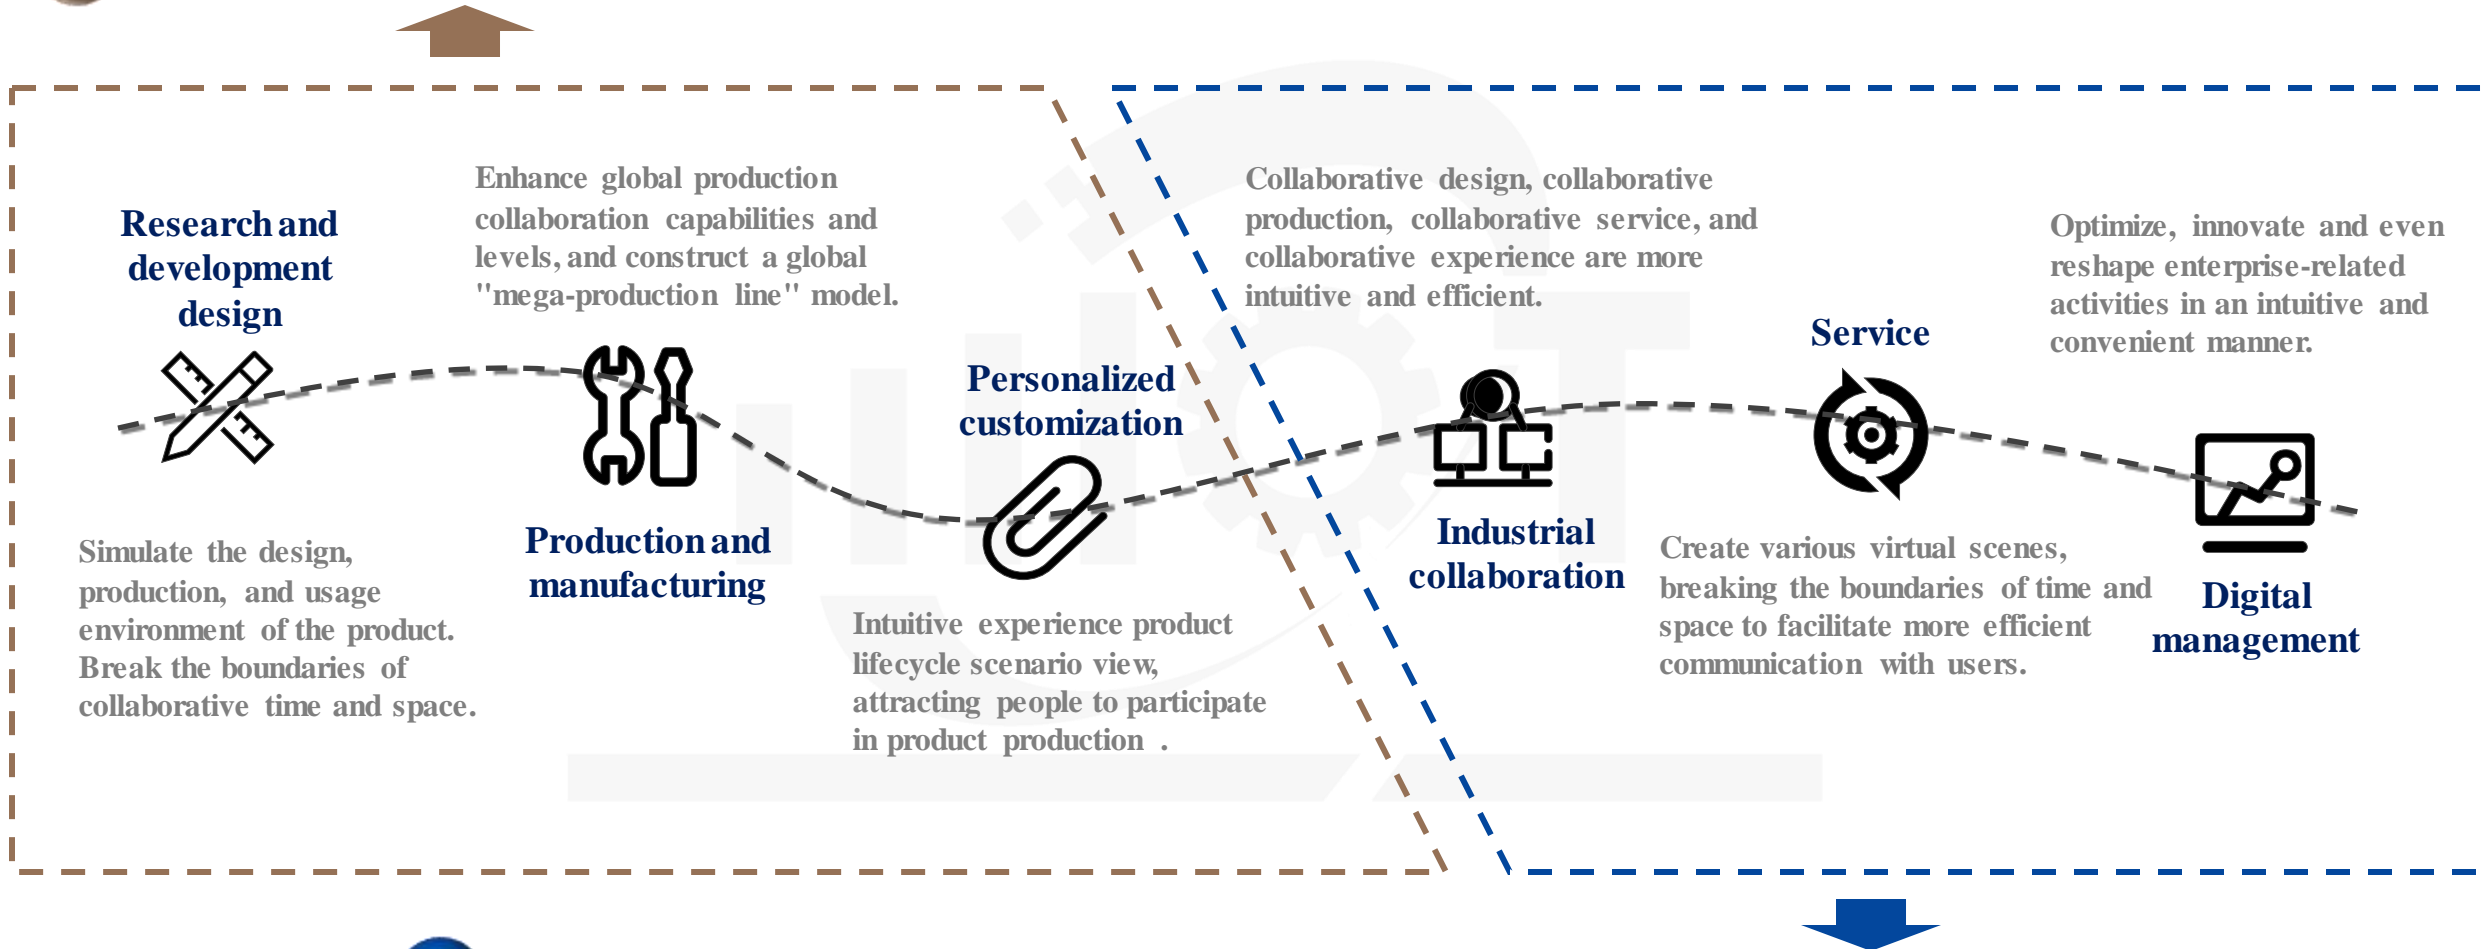 Research and
development
design
Simulate the design,
production, and usage
environment of the product.
Break the boundaries of
collaborative time and space.
Enhance global production
collaboration capabilities and
levels, and construct a global
"mega-production line" model.
Production and
manufacturing
Personalized
customization
Intuitive experience product
lifecycle scenario view,
attracting people to participate
in product production .
Collaborative design, collaborative
production, collaborative service, and
collaborative experience are more
intuitive and efficient.
Industrial
collaboration
Service
Create various virtual scenes,
breaking the boundaries of time and
space to facilitate more efficient
communication with users.
Optimize, innovate and even
reshape enterprise-related
activities in an intuitive and
convenient manner.
Digital
management